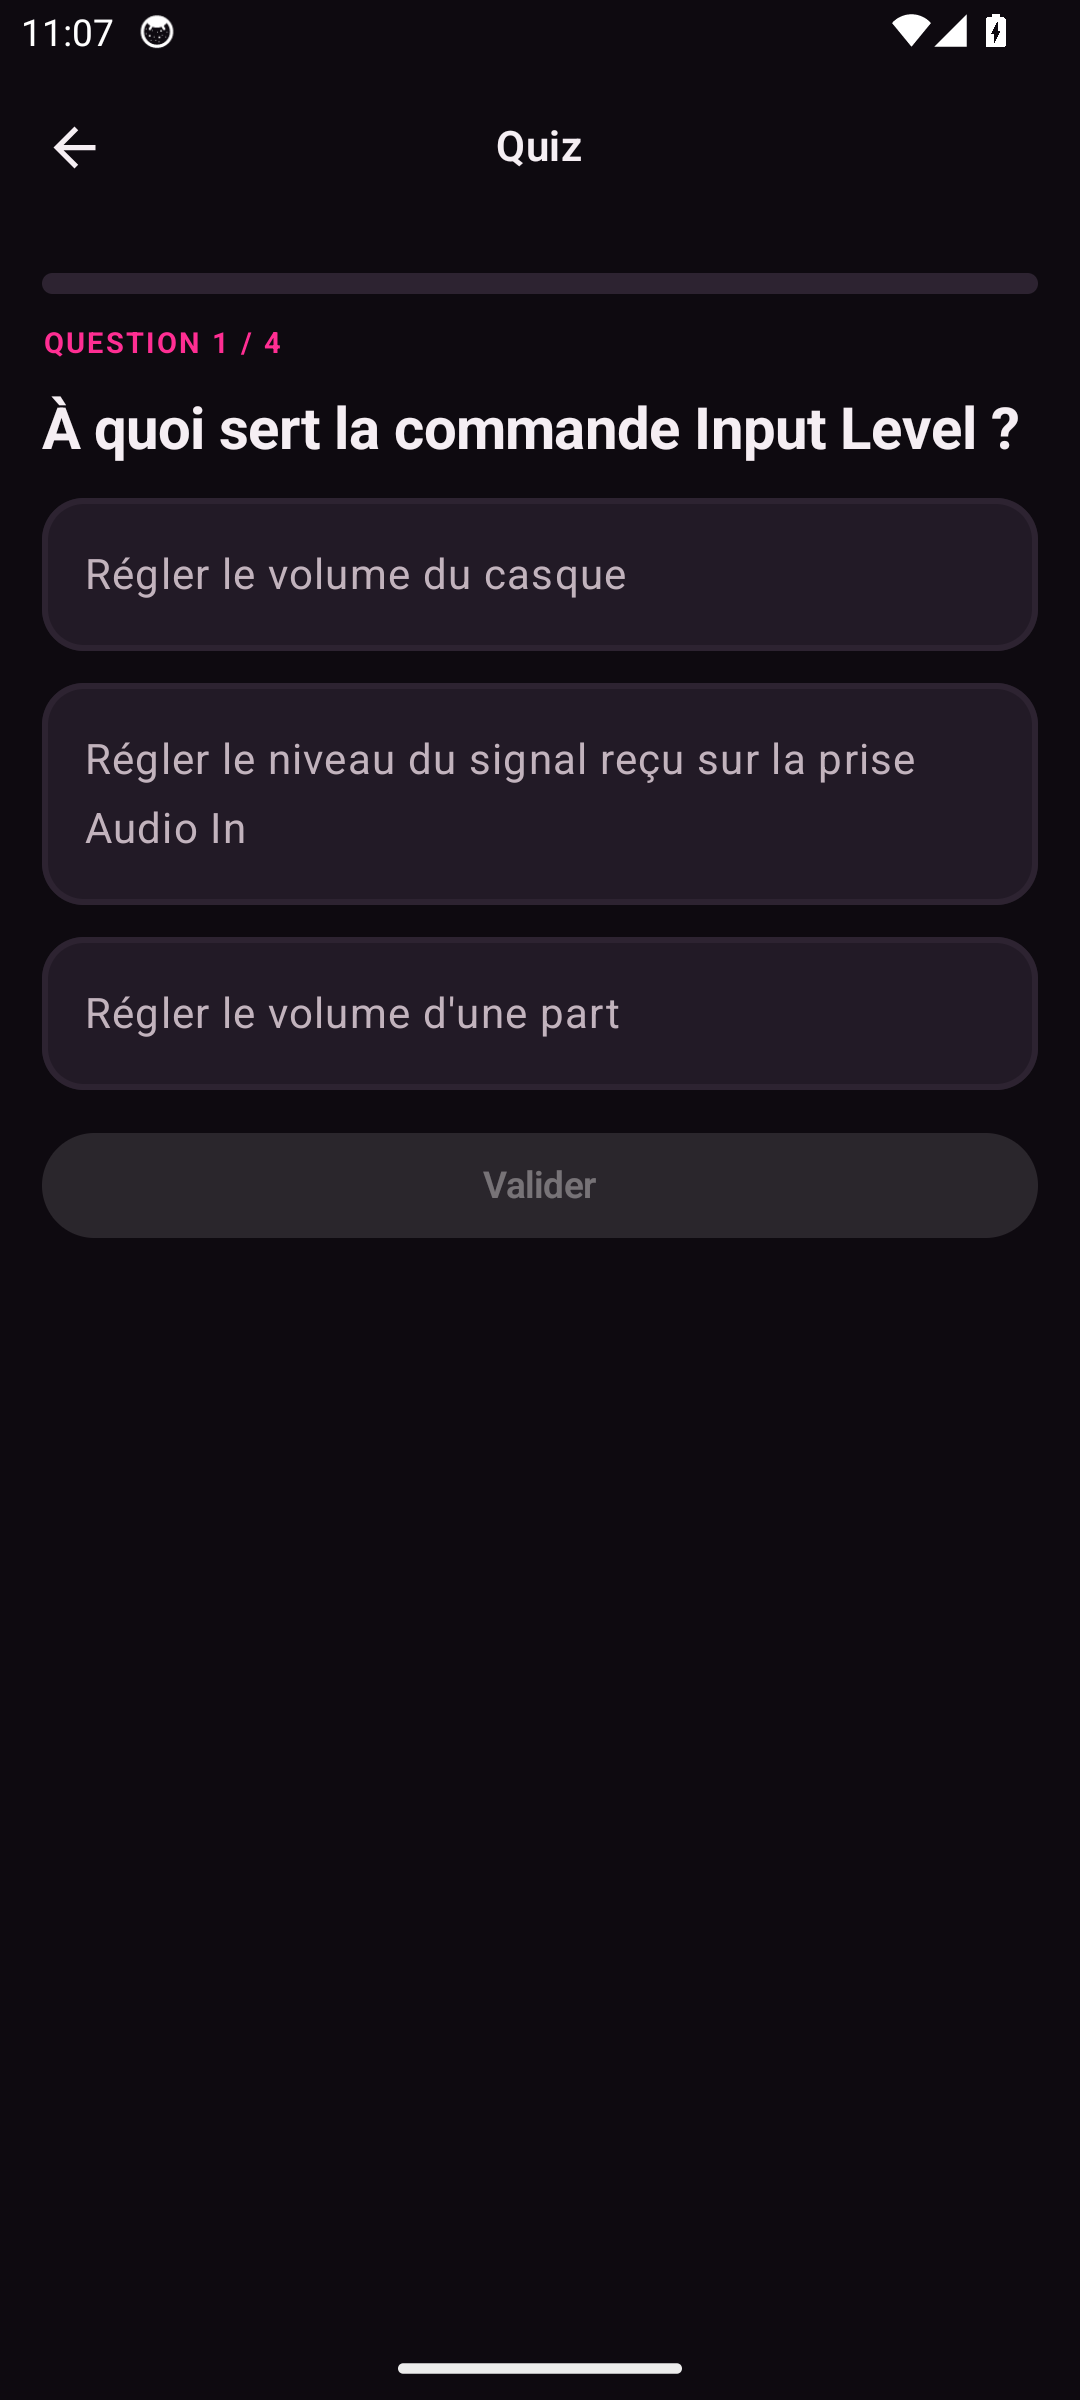 11:07
Quiz
QUESTION 1 / 4
À quoi sert la commande Input Level ?
Régler le volume du casque
Régler le niveau du signal reçu sur la prise
Audio In
Régler le volume d'une part
Valider